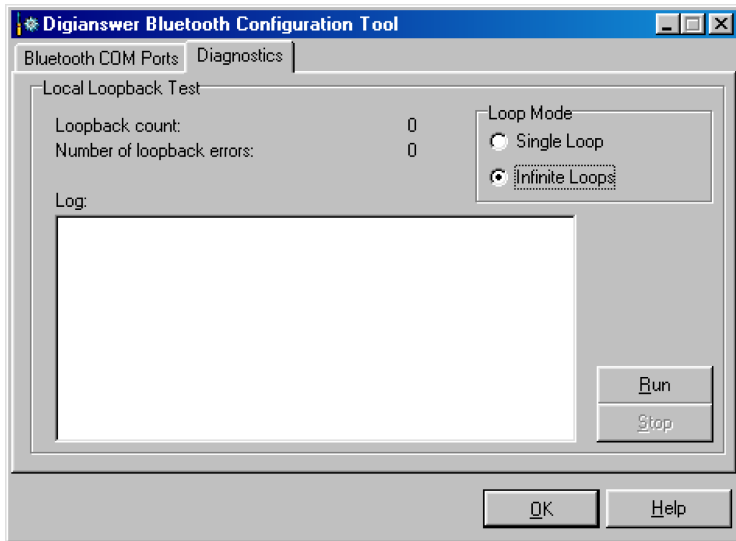 Digianswer Bluetooth Configuration Tool
Bluetooth COM Ports
Diagnostics
Local Loopback Test
Loopback count: 0
Number of loopback errors: 0
Loop Mode
Single Loop
Infinite Loops
Log:
Run
Stop
OK
Help